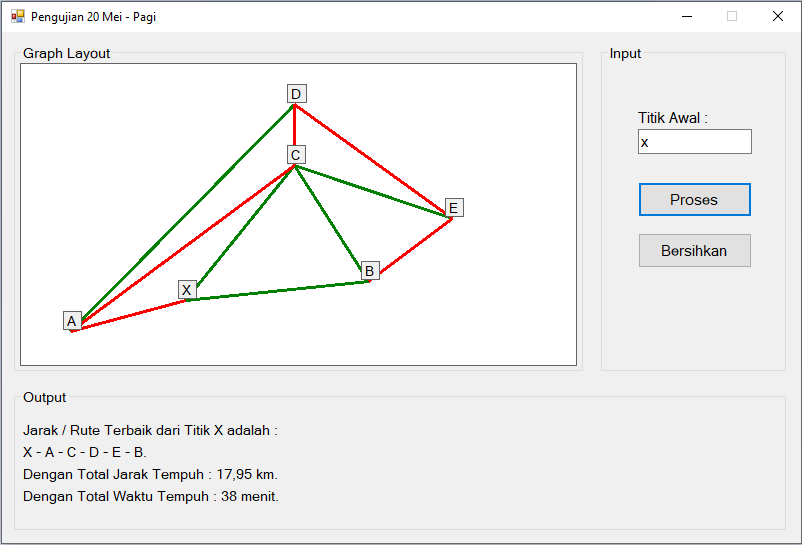 Pengujian 20 Mei - Pagi
Graph Layout
D
C
E
B
X
A
Input
Titik Awal :
x
Proses
Bersihkan
Output
Jarak / Rute Terbaik dari Titik X adalah :
X - A - C - D - E - B.
Dengan Total Jarak Tempuh : 17,95 km.
Dengan Total Waktu Tempuh : 38 menit.